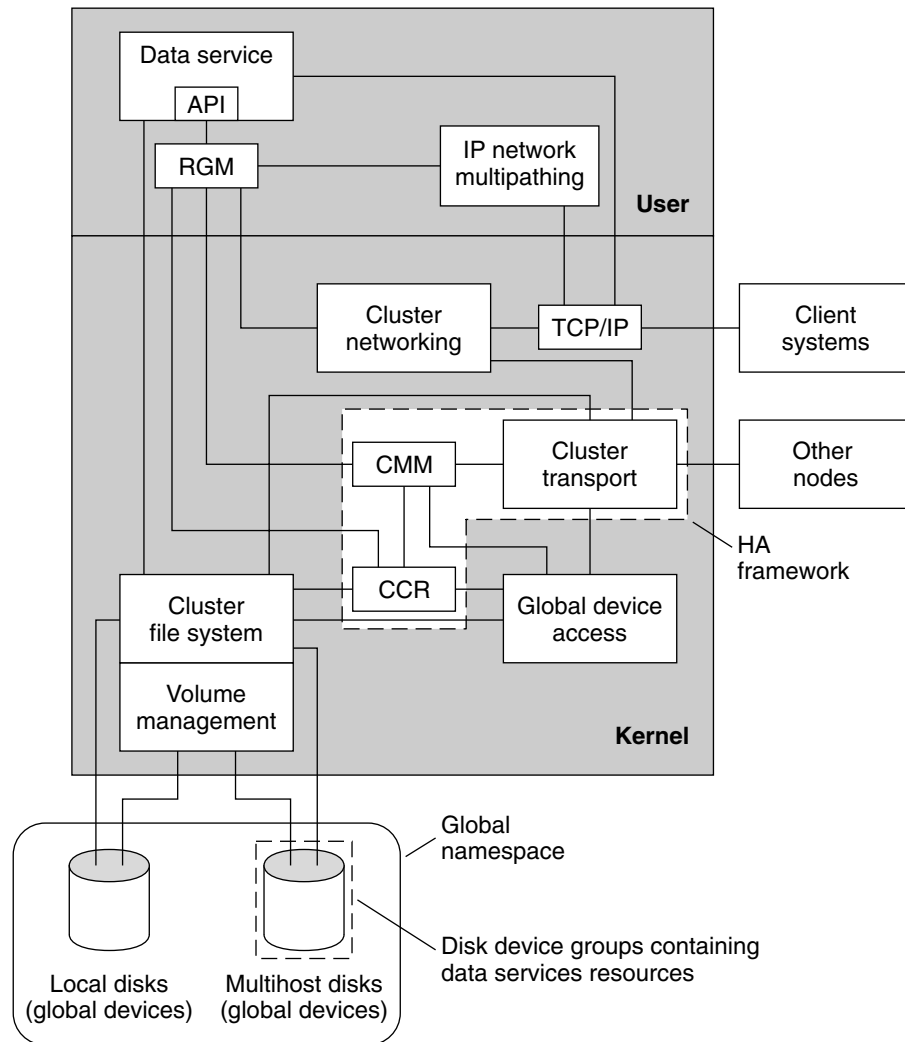 Data service
API
RGM
IP network
multipathing
User
Cluster
networking
TCP/IP
Client
systems
CMM
Cluster
transport
Other
nodes
HA
framework
CCR
Cluster
file system
Global device
access
Volume
management
Kernel
Global
namespace
Disk device groups containing
data services resources
Local disks
(global devices)
Multihost disks
(global devices)